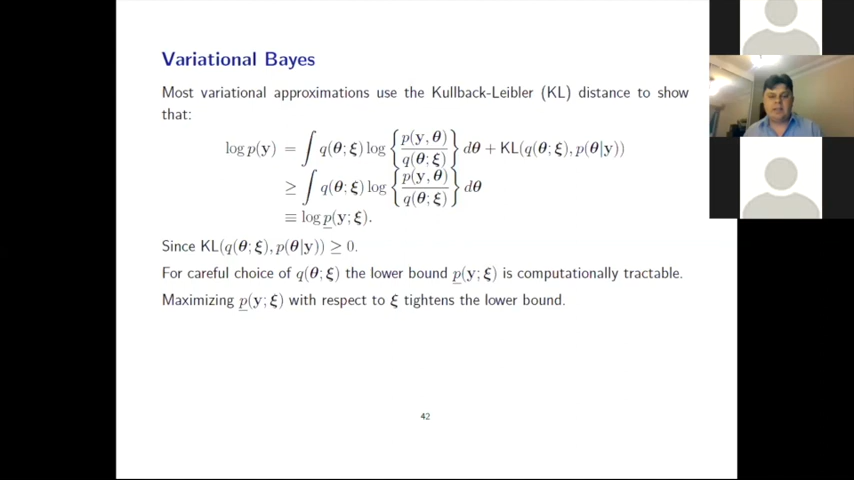 Variational Bayes
Most variational approximations use the Kullback-Leibler (KL) distance to show
that:
log p(y) = ∫ q(θ; ξ) log { p(y, θ) / q(θ; ξ) } dθ + KL(q(θ; ξ), p(θ|y))
≥ ∫ q(θ; ξ) log { p(y, θ) / q(θ; ξ) } dθ
≡ log p̲(y; ξ).
Since KL(q(θ; ξ), p(θ|y)) ≥ 0.
For careful choice of q(θ; ξ) the lower bound p̲(y; ξ) is computationally tractable.
Maximizing p̲(y; ξ) with respect to ξ tightens the lower bound.
42